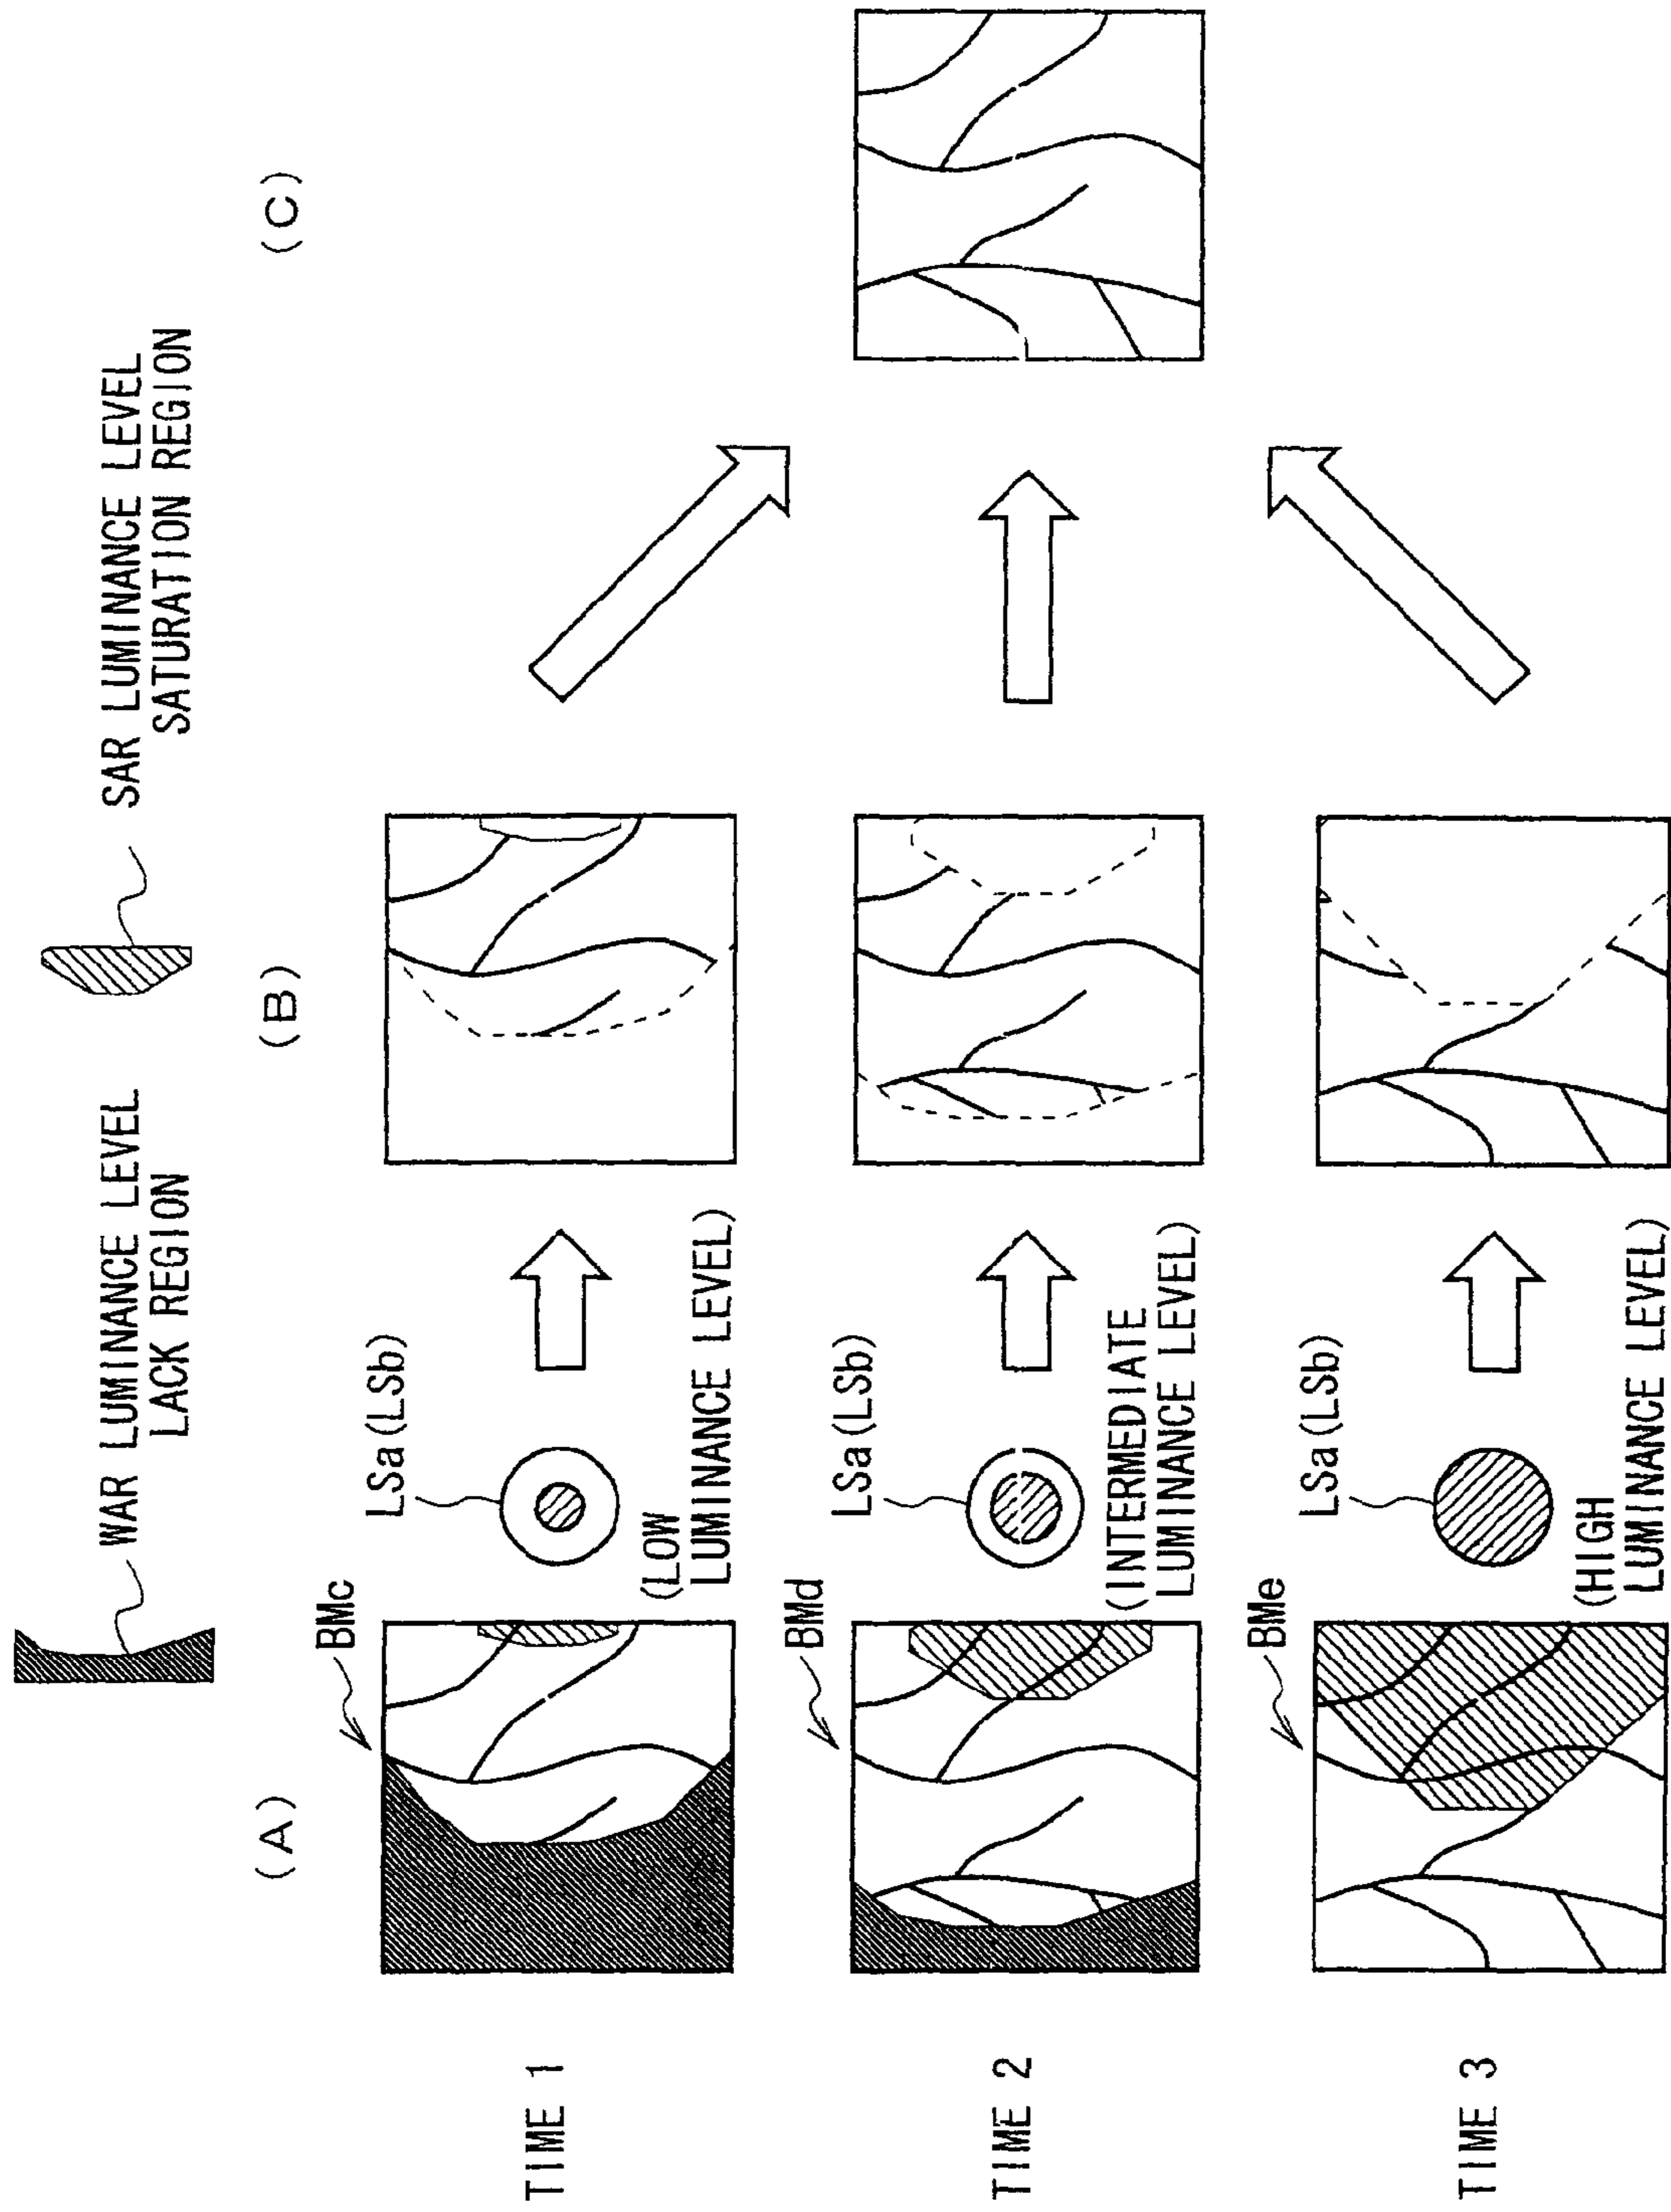 WAR LUMINANCE LEVEL
LACK REGION
SAR LUMINANCE LEVEL
SATURATION REGION
(A)
(B)
(C)
TIME 1
BMc
LSa (LSb)
(LOW
LUMINANCE LEVEL)
TIME 2
BMd
LSa (LSb)
(INTERMEDIATE
LUMINANCE LEVEL)
TIME 3
BMe
LSa (LSb)
(HIGH
LUMINANCE LEVEL)